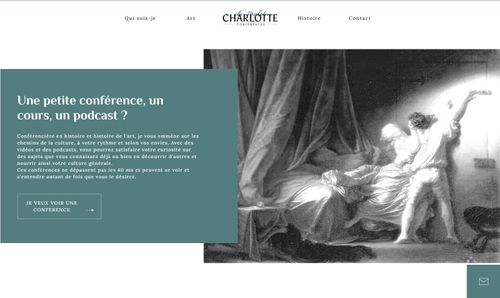 Qui suis-je
Art
CHARLOTTE
CONFÉRENCES
Histoire
Contact
Une petite conférence, un
cours, un podcast ?
Conférencière en histoire et histoire de l'art, je vous emmène sur les
chemins de la culture, à votre rythme et selon vos envies. Avec des
vidéos et des podcasts, vous pourrez satisfaire votre curiosité sur
des sujets que vous connaissez déjà ou bien en découvrir d'autres et
nourrir ainsi votre culture générale.
Ces conférences ne dépassent pas les 40 mn et peuvent se voir et
s'entendre autant de fois que vous le désirez.
JE VEUX VOIR UNE
CONFERENCE